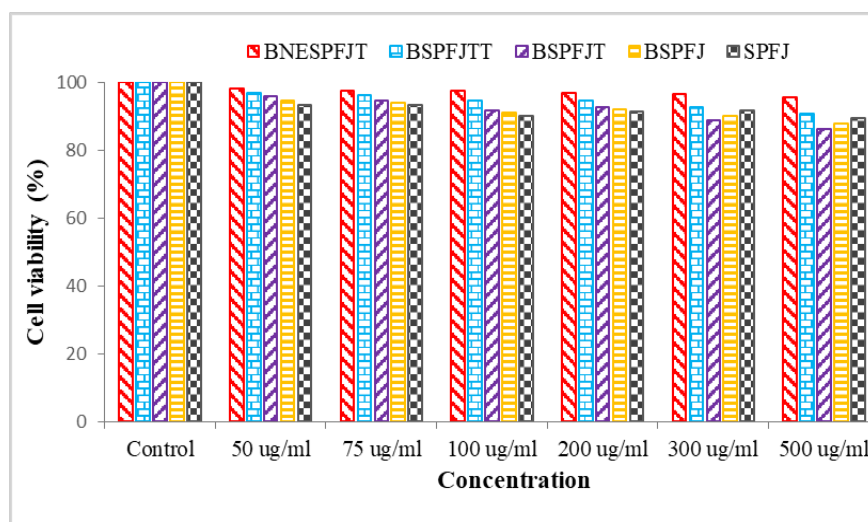 BNESPFJT BSPFJTT BSPFJT BSPFJ SPFJ
100
80
60
40
20
0
Cell viability (%)
Control 50 ug/ml 75 ug/ml 100 ug/ml 200 ug/ml 300 ug/ml 500 ug/ml
Concentration